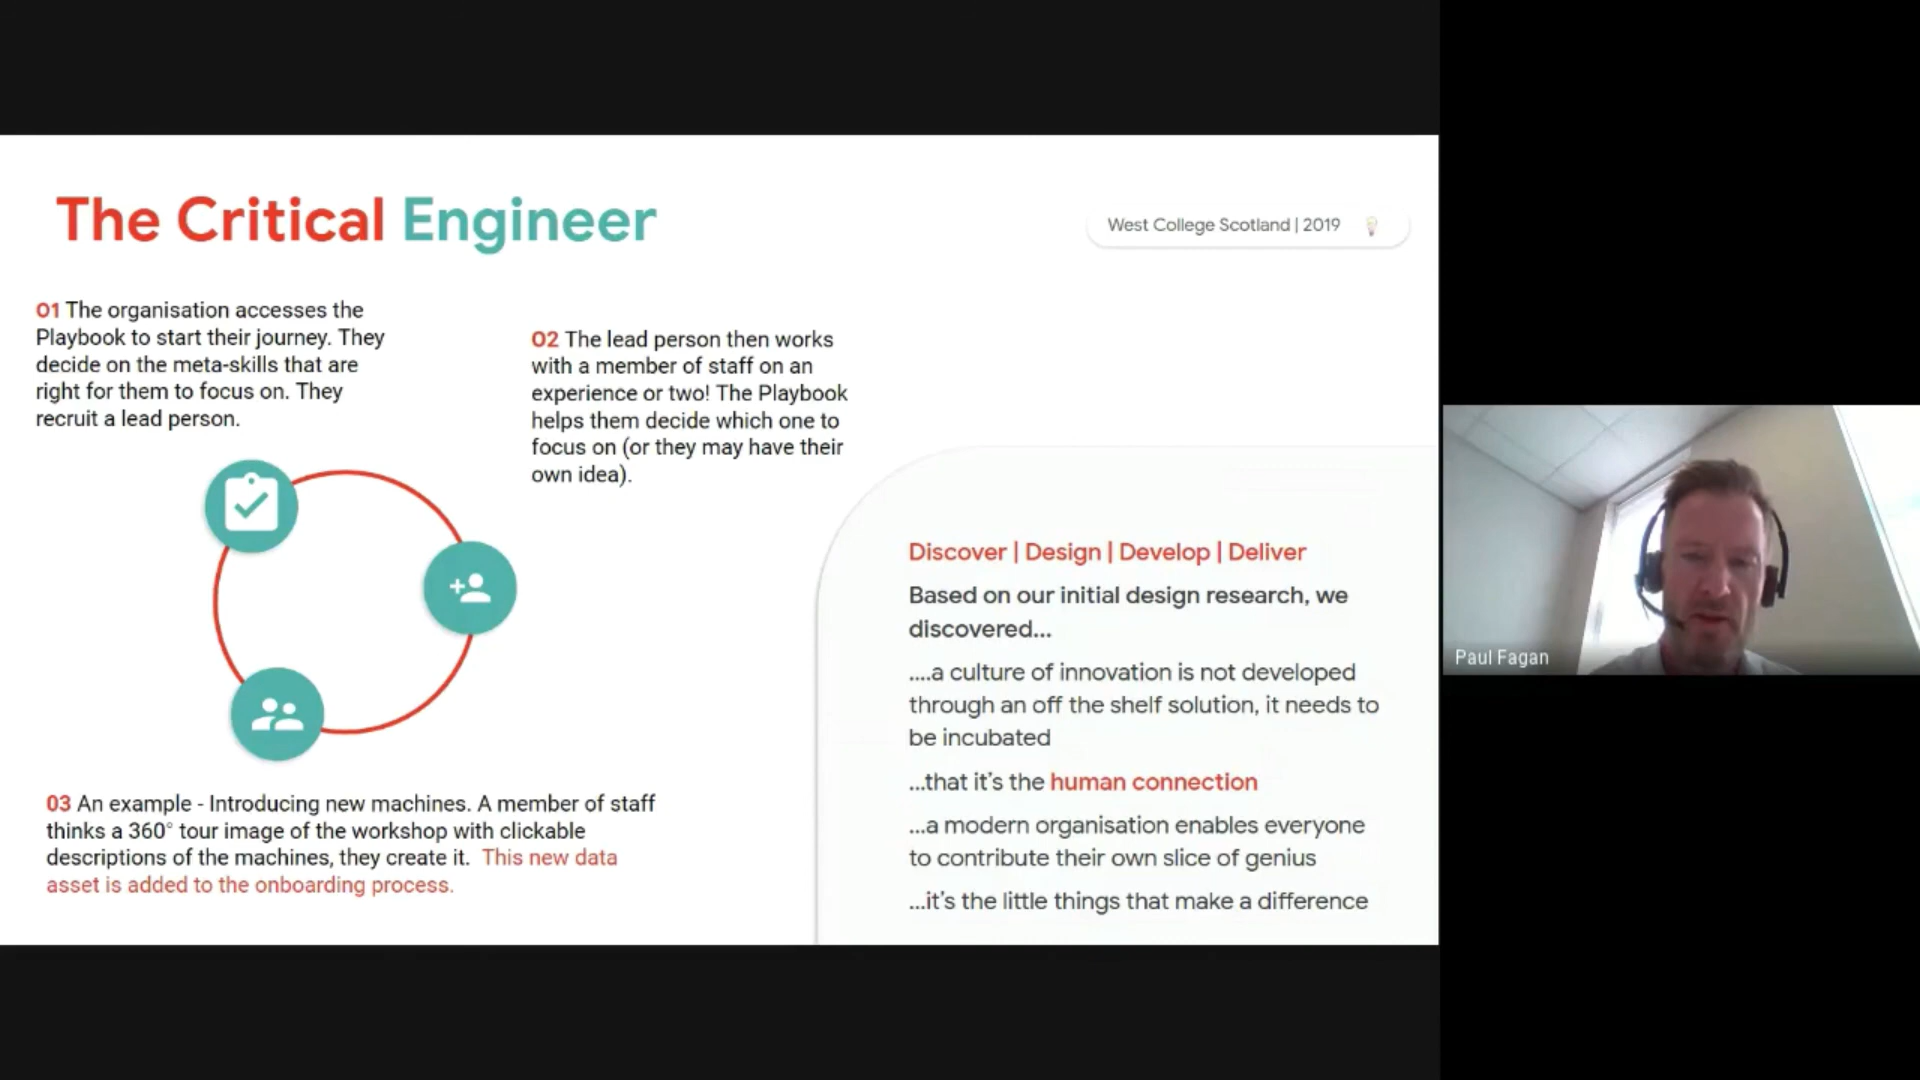 The Critical Engineer
West College Scotland | 2019
01 The organisation accesses the
Playbook to start their journey. They
decide on the meta-skills that are
right for them to focus on. They
recruit a lead person.
02 The lead person then works
with a member of staff on an
experience or two! The Playbook
helps them decide which one to
focus on (or they may have their
own idea).
03 An example - Introducing new machines. A member of staff
thinks a 360° tour image of the workshop with clickable
descriptions of the machines, they create it. This new data
asset is added to the onboarding process.
Discover | Design | Develop | Deliver
Based on our initial design research, we
discovered...
....a culture of innovation is not developed
through an off the shelf solution, it needs to
be incubated
...that it's the human connection
...a modern organisation enables everyone
to contribute their own slice of genius
...it's the little things that make a difference
Paul Fagan